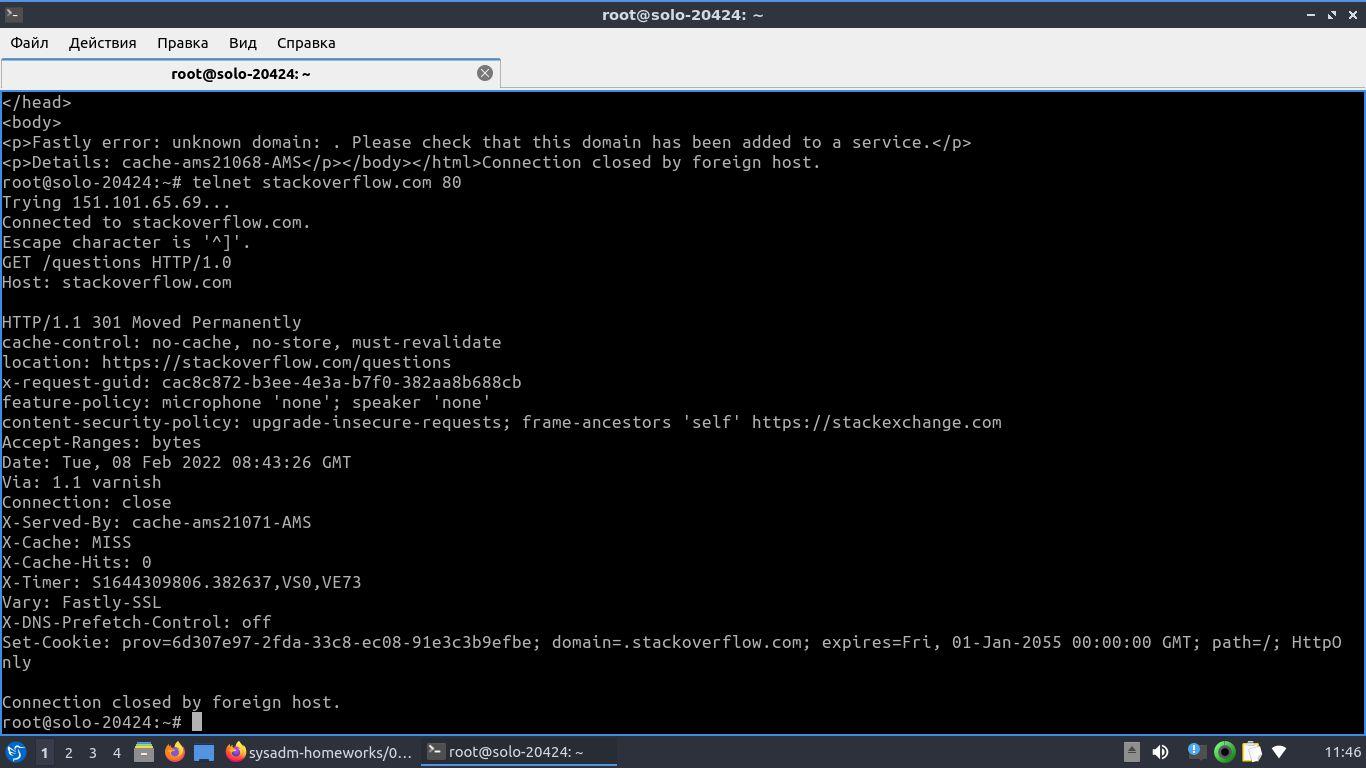 root@solo-20424: ~
Файл Действия Правка Вид Справка
root@solo-20424: ~
</head>
<body>
<p>Fastly error: unknown domain: . Please check that this domain has been added to a service.</p>
<p>Details: cache-ams21068-AMS</p></body></html>Connection closed by foreign host.
root@solo-20424:~# telnet stackoverflow.com 80
Trying 151.101.65.69...
Connected to stackoverflow.com.
Escape character is '^]'.
GET /questions HTTP/1.0
Host: stackoverflow.com
HTTP/1.1 301 Moved Permanently
cache-control: no-cache, no-store, must-revalidate
location: https://stackoverflow.com/questions
x-request-guid: cac8c872-b3ee-4e3a-b7f0-382aa8b688cb
feature-policy: microphone 'none'; speaker 'none'
content-security-policy: upgrade-insecure-requests; frame-ancestors 'self' https://stackexchange.com
Accept-Ranges: bytes
Date: Tue, 08 Feb 2022 08:43:26 GMT
Via: 1.1 varnish
Connection: close
X-Served-By: cache-ams21071-AMS
X-Cache: MISS
X-Cache-Hits: 0
X-Timer: S1644309806.382637,VS0,VE73
Vary: Fastly-SSL
X-DNS-Prefetch-Control: off
Set-Cookie: prov=6d307e97-2fda-33c8-ec08-91e3c3b9efbe; domain=.stackoverflow.com; expires=Fri, 01-Jan-2055 00:00:00 GMT; path=/; HttpO
nly
Connection closed by foreign host.
root@solo-20424:~#
1 2 3 4 sysadm-homeworks/0... root@solo-20424: ~ 11:46